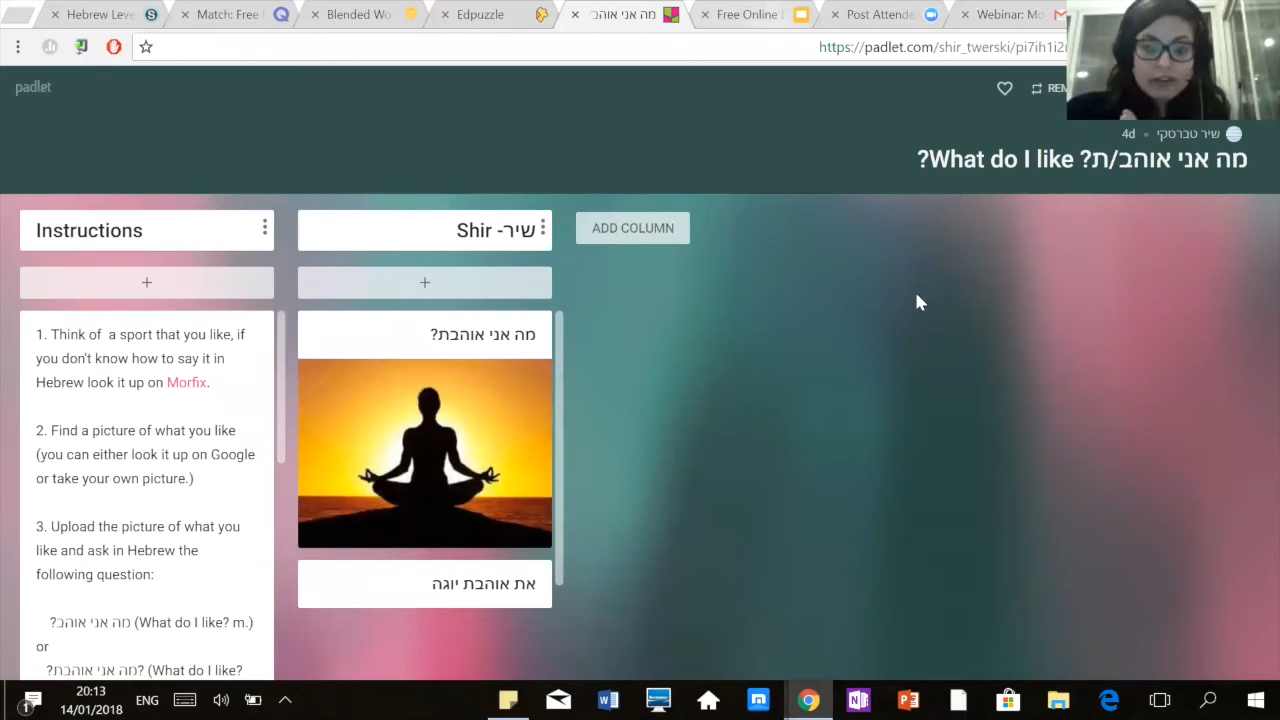 Hebrew Leve
Match: Free
Blended Wo
Edpuzzle
מה אני אוהב
Free Online
Post Attende
Webinar: Mo
https://padlet.com/shir_twerski/pi7ih1i2
padlet
REM
שיר טברסקי • 4d
מה אני אוהב/ת? What do I like?
Instructions
שיר- Shir
ADD COLUMN
1. Think of a sport that you like, if
you don't know how to say it in
Hebrew look it up on Morfix.
2. Find a picture of what you like
(you can either look it up on Google
or take your own picture.)
3. Upload the picture of what you
like and ask in Hebrew the
following question:
?מה אני אוהב (What do I like? m.)
or
?מה אני אוהבת? (What do I like?
מה אני אוהבת?
את אוהבת יוגה
20:13
14/01/2018
ENG